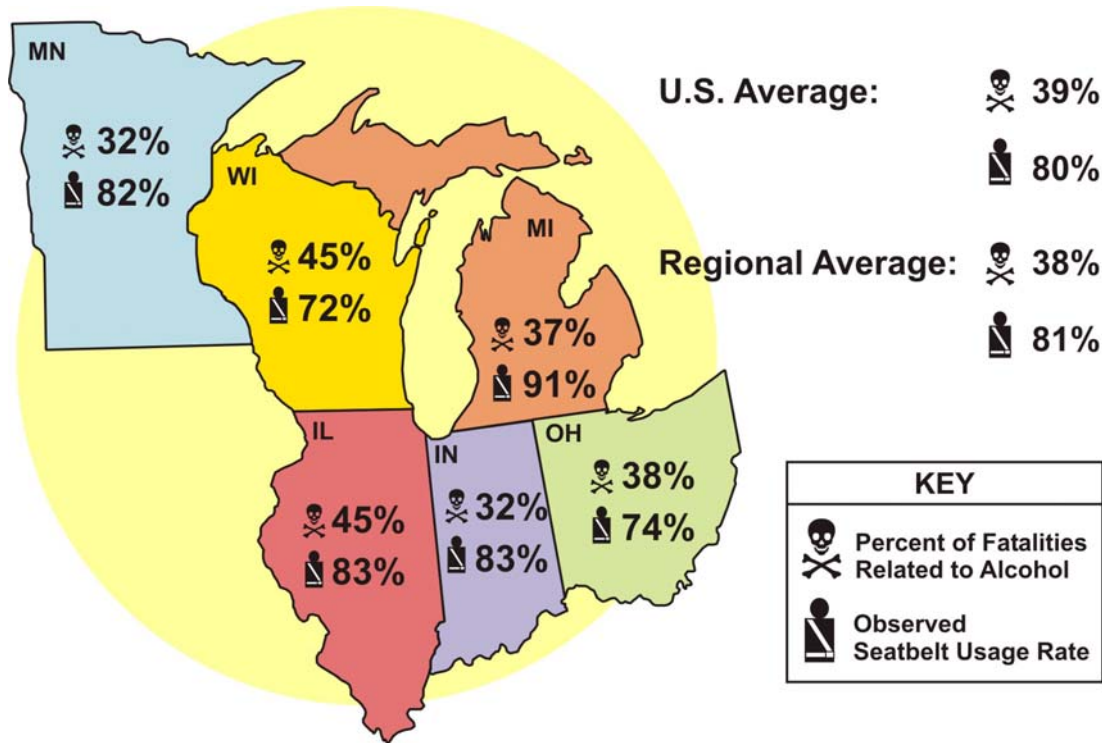 MN
32%
82%
WI
45%
72%
MI
37%
91%
IL
45%
83%
IN
32%
83%
OH
38%
74%
U.S. Average: 39%
80%
Regional Average: 38%
81%
KEY
Percent of Fatalities
Related to Alcohol
Observed
Seatbelt Usage Rate